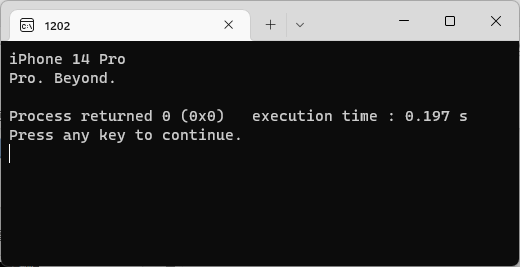 1202
iPhone 14 Pro
Pro. Beyond.
Process returned 0 (0x0)   execution time : 0.197 s
Press any key to continue.